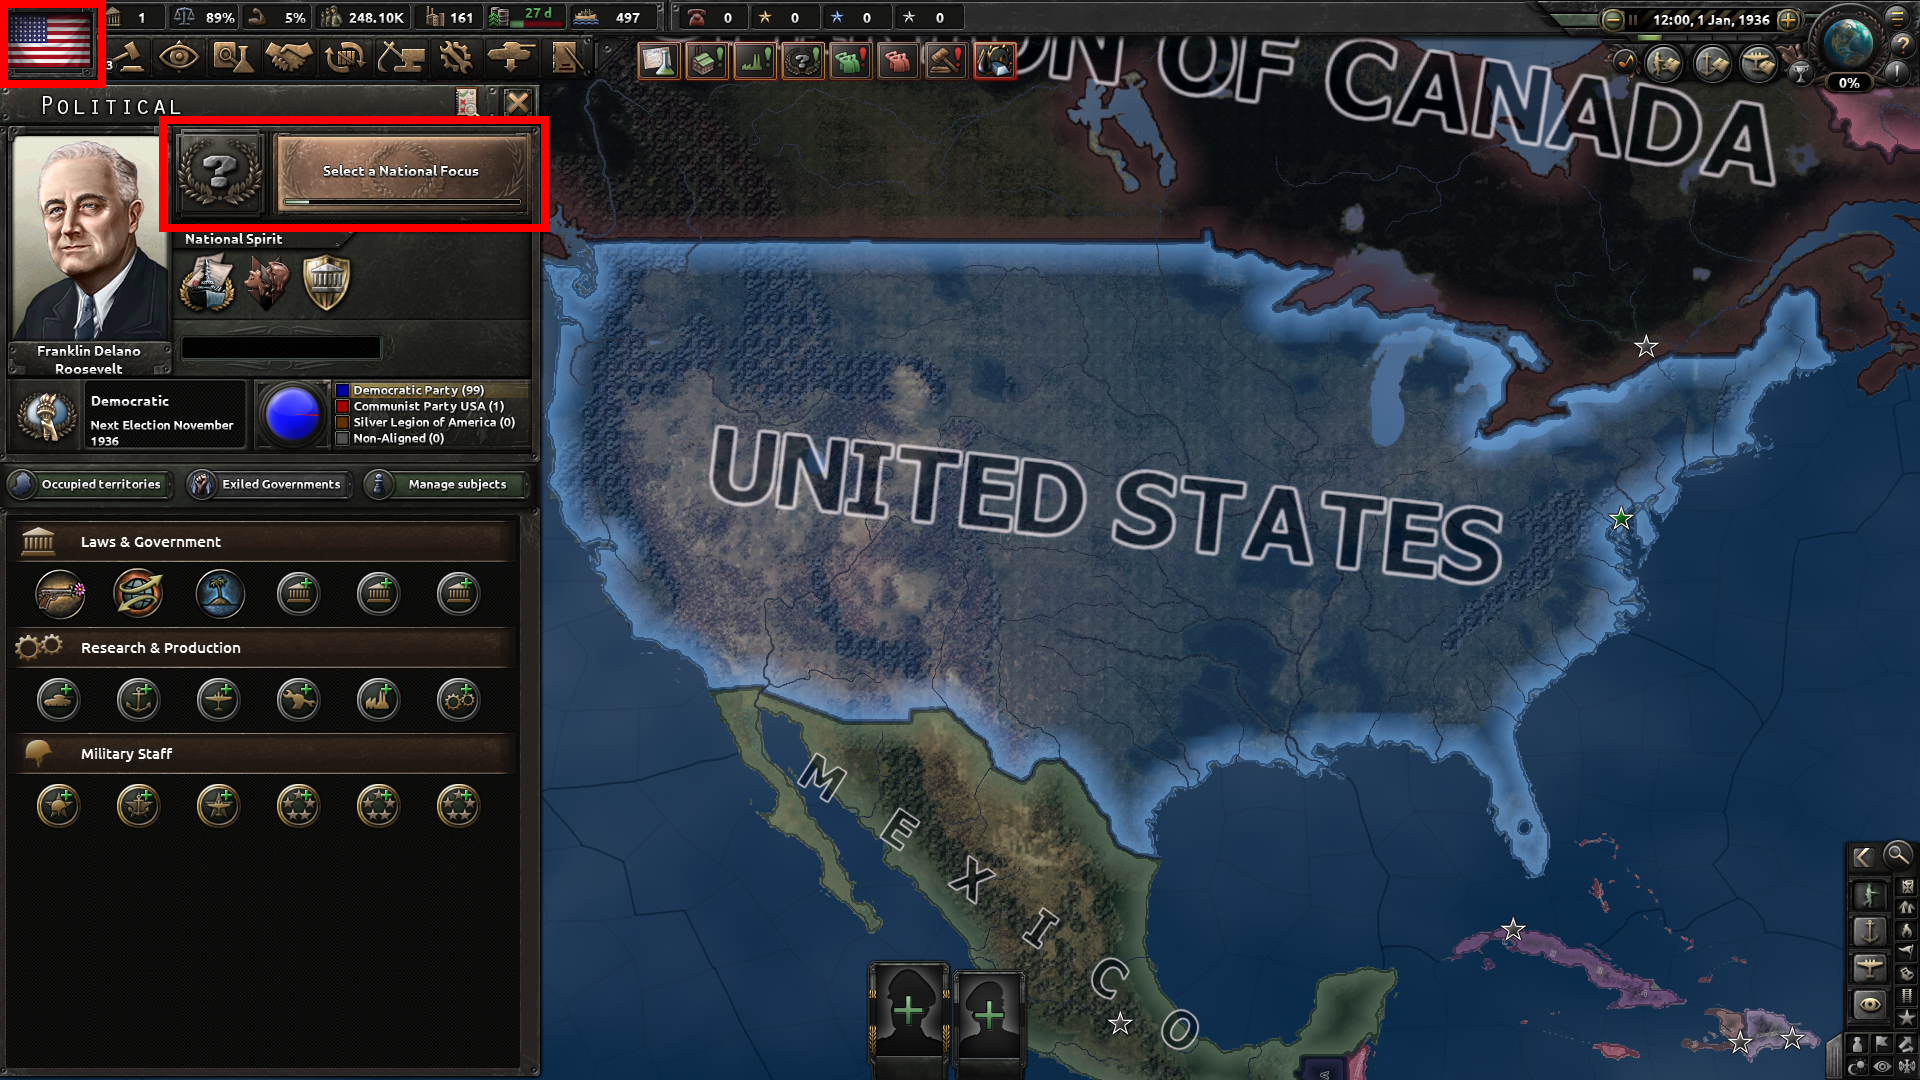 1 89% 5% 248.10K 161 27 d 497 0 0 0 0
12:00, 1 Jan, 1936
3
0%
POLITICAL
Select a National Focus
National Spirit
Franklin Delano
Roosevelt
Democratic
Next Election November
1936
Democratic Party (99)
Communist Party USA (1)
Silver Legion of America (0)
Non-Aligned (0)
Occupied territories
Exiled Governments
Manage subjects
Laws & Government
Research & Production
Military Staff
ON OF CANADA
UNITED STATES
MEXICO